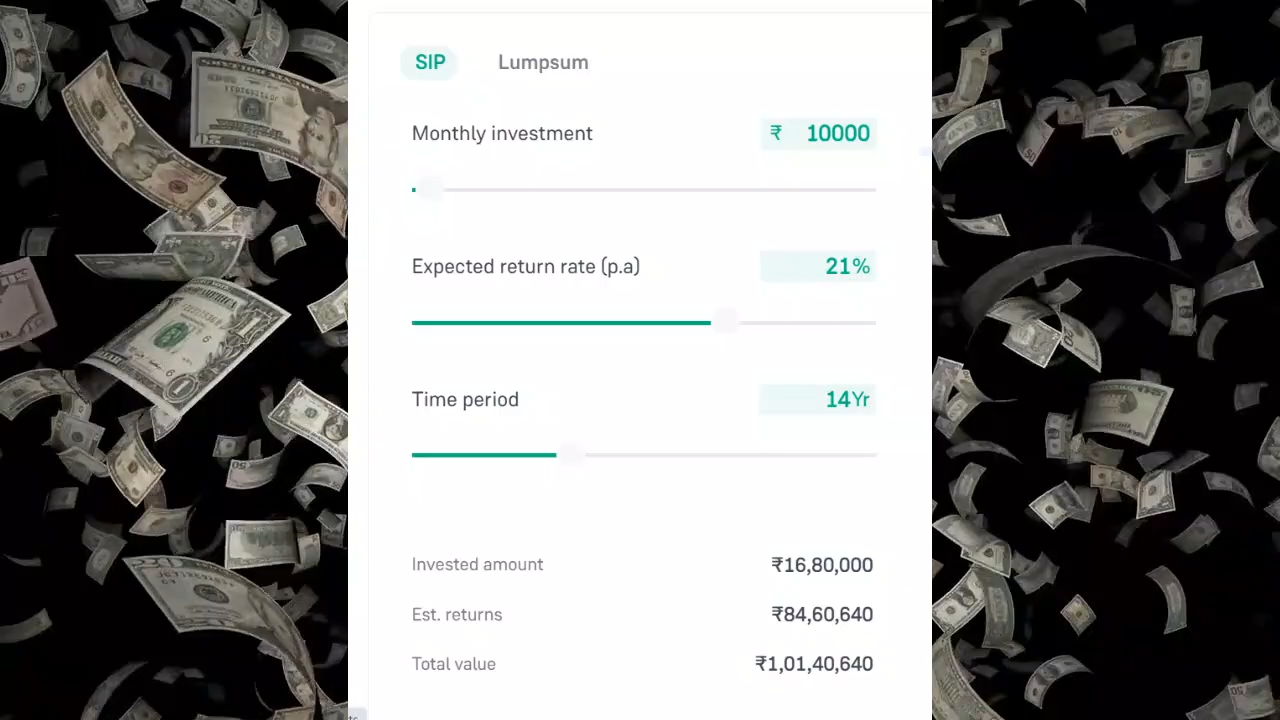 SIP Lumpsum
Monthly investment ₹ 10000
Expected return rate (p.a) 21%
Time period 14Yr
Invested amount ₹16,80,000
Est. returns ₹84,60,640
Total value ₹1,01,40,640